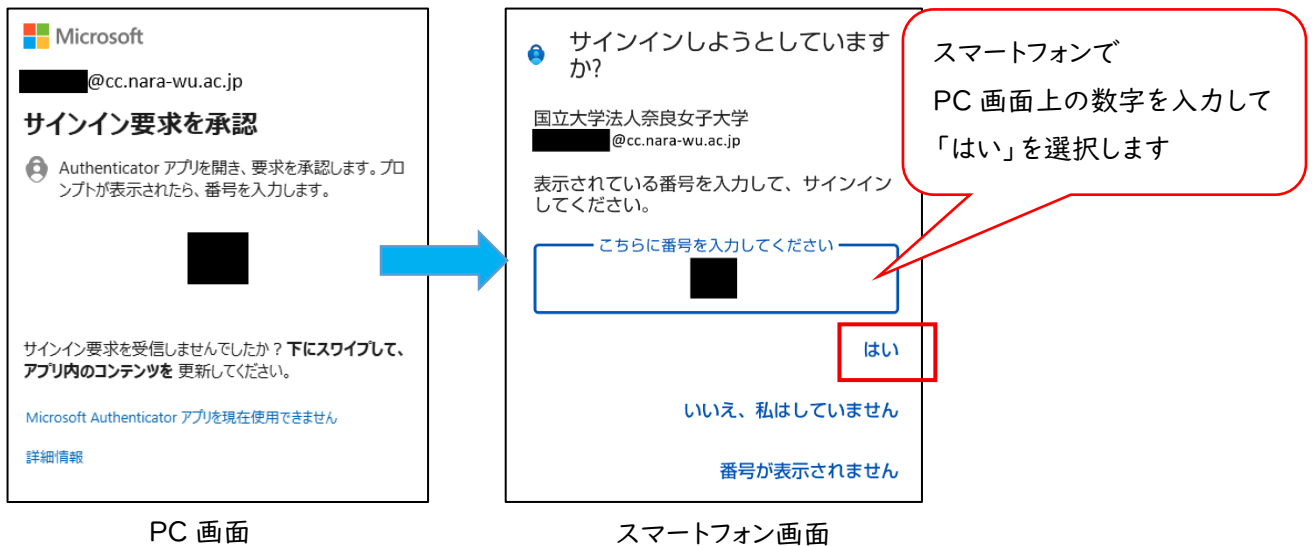 Microsoft
@cc.nara-wu.ac.jp
サインイン要求を承認
Authenticator アプリを開き、要求を承認します。プロ
ンプトが表示されたら、番号を入力します。
サインイン要求を受信しませんでしたか？下にスワイプして、
アプリ内のコンテンツを 更新してください。
Microsoft Authenticator アプリを現在使用できません
詳細情報
PC 画面
サインインしようとしています
か?
国立大学法人奈良女子大学
@cc.nara-wu.ac.jp
表示されている番号を入力して、サインイン
してください。
こちらに番号を入力してください
はい
いいえ、私はしていません
番号が表示されません
スマートフォン画面
スマートフォンで
PC 画面上の数字を入力して
「はい」を選択します